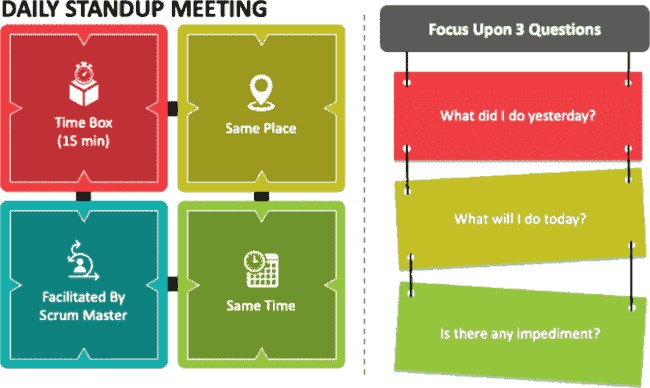 DAILY STANDUP MEETING
Time Box
(15 min)
Same Place
Facilitated By
Scrum Master
Same Time
Focus Upon 3 Questions
What did I do yesterday?
What will I do today?
Is there any impediment?